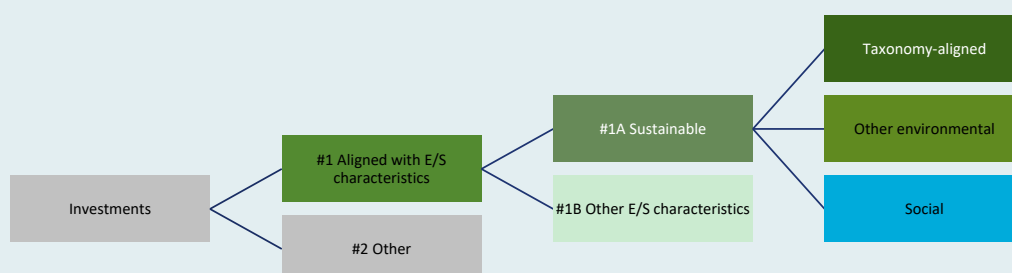 Investments
#1 Aligned with E/S
characteristics
#2 Other
#1A Sustainable
#1B Other E/S characteristics
Taxonomy-aligned
Other environmental
Social